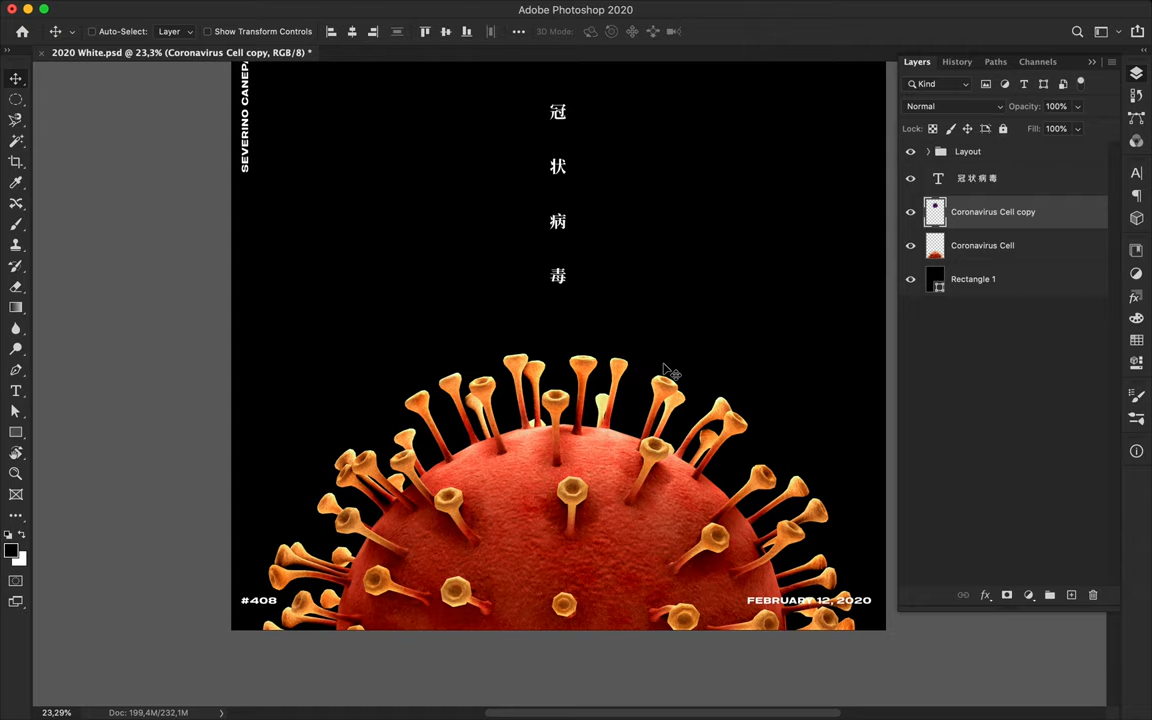 Adobe Photoshop 2020
Auto-Select:
Layer
Show Transform Controls
3D Mode:
2020 White.psd @ 23,3% (Coronavirus Cell copy, RGB/8) *
SEVERINO CANEP
冠
状
病
毒
#408
FEBRUARY 12, 2020
Layers
History
Paths
Channels
Kind
Normal
Opacity: 100%
Lock:
Fill: 100%
Layout
T 冠 状 病 毒
Coronavirus Cell copy
Coronavirus Cell
Rectangle 1
23,29%
Doc: 199,4M/232,1M